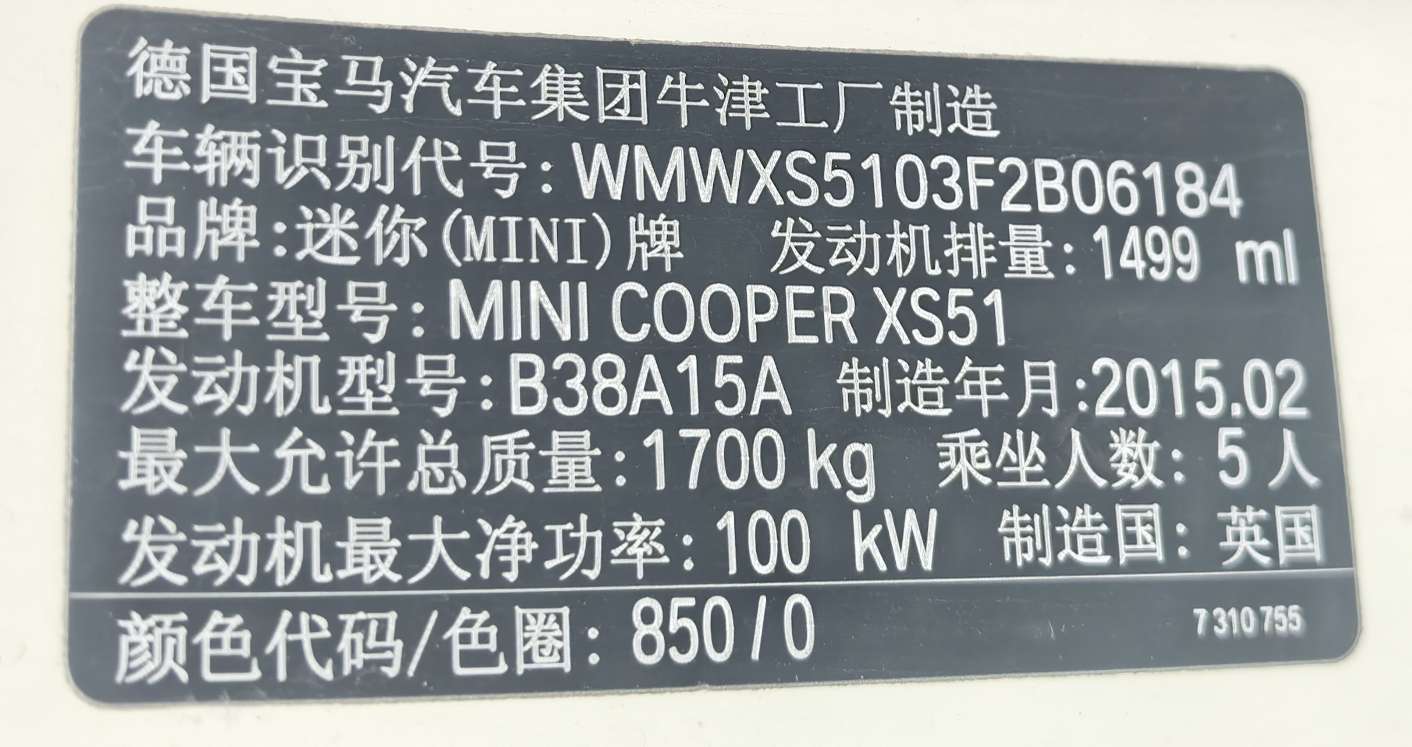 德国宝马汽车集团牛津工厂制造
车辆识别代号:WMWXS5103F2B06184
品牌:迷你(MINI)牌 发动机排量:1499 ml
整车型号:MINI COOPER XS51
发动机型号:B38A15A 制造年月:2015.02
最大允许总质量:1700 kg 乘坐人数:5人
发动机最大净功率:100 kW 制造国:英国
颜色代码/色圈:850/0 7 310 755